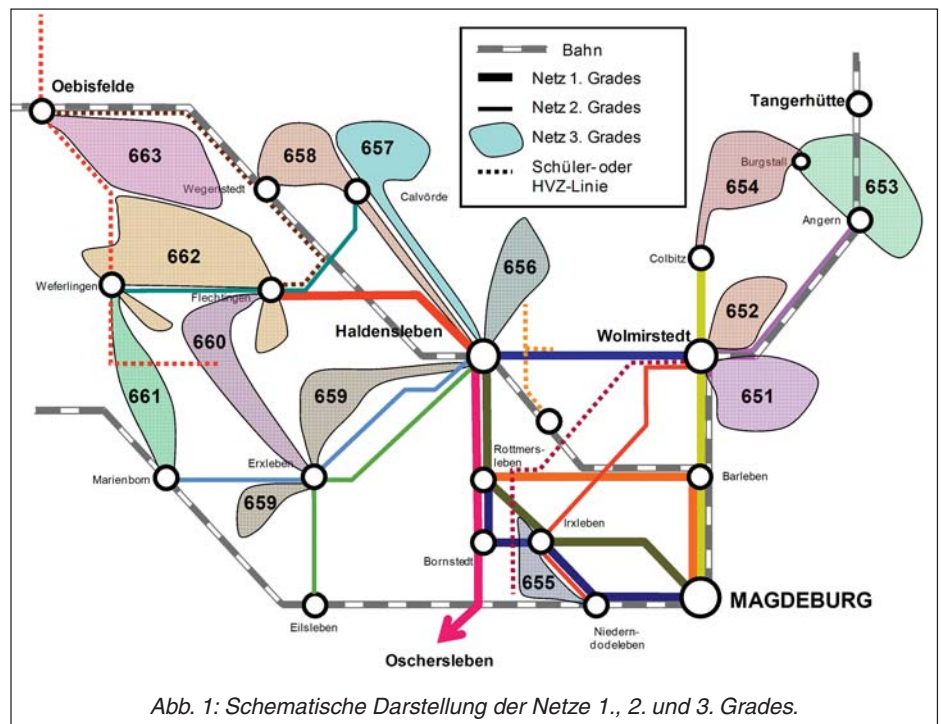 Bahn
Netz 1. Grades
Netz 2. Grades
Netz 3. Grades
Schüler- oder
HVZ-Linie
Oebisfelde
Tangerhütte
663
658
657
Burgstall
654
653
Wegenstedt
Calvörde
Angern
662
656
Colbitz
Weferlingen
Flechtingen
652
660
Haldensleben
Wolmirstedt
661
659
651
Rottmers-
leben
Marienborn
Erxleben
Barleben
659
Irxleben
Bornstedt
655
MAGDEBURG
Eilsleben
Niedern-
dodeleben
Oschersleben
Abb. 1: Schematische Darstellung der Netze 1., 2. und 3. Grades.